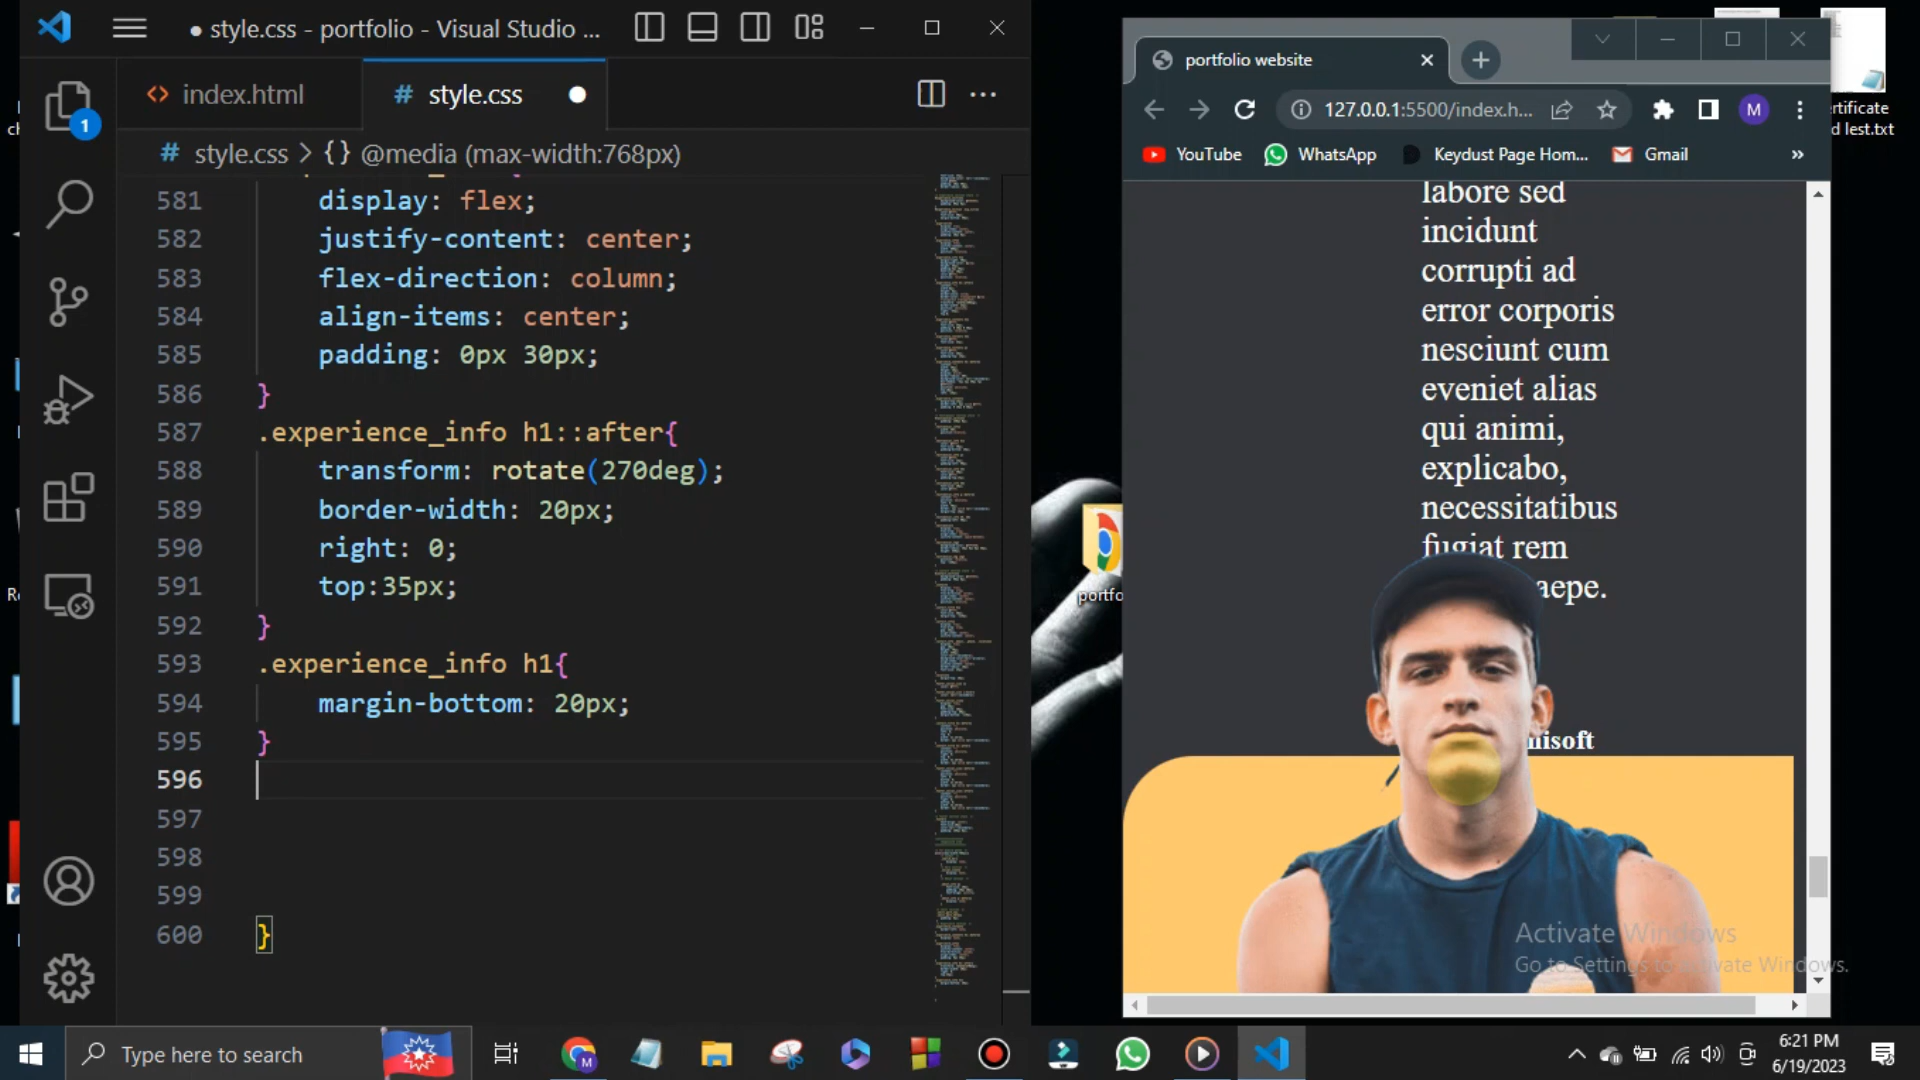 ● style.css - portfolio - Visual Studio ...
index.html
# style.css
# style.css > {} @media (max-width:768px)
1
581 display: flex;
582 justify-content: center;
583 flex-direction: column;
584 align-items: center;
585 padding: 0px 30px;
586 }
587 .experience_info h1::after{
588 transform: rotate(270deg);
589 border-width: 20px;
590 right: 0;
591 top:35px;
592 }
593 .experience_info h1{
594 margin-bottom: 20px;
595 }
596
597
598
599
600 }
portfolio website
127.0.0.1:5500/index.h...
M
YouTube
WhatsApp
Keydust Page Hom...
Gmail
»
labore sed
incidunt
corrupti ad
error corporis
nesciunt cum
eveniet alias
qui animi,
explicabo,
necessitatibus
fugiat rem
aepe.
nisoft
Activate Windows
Go to Settings to activate Windows.
portfo
rtificate
d lest.txt
Type here to search
6:21 PM
6/19/2023